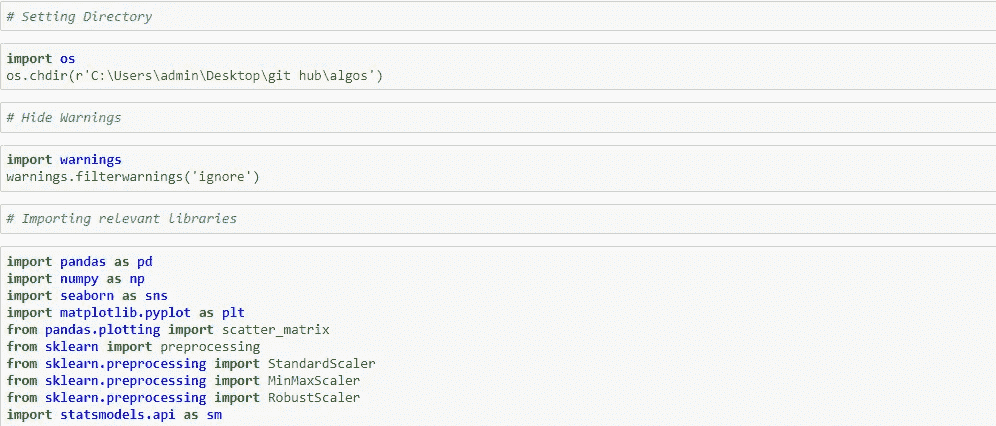 # Setting Directory
import os
os.chdir(r'C:\Users\admin\Desktop\git hub\algos')
# Hide Warnings
import warnings
warnings.filterwarnings('ignore')
# Importing relevant libraries
import pandas as pd
import numpy as np
import seaborn as sns
import matplotlib.pyplot as plt
from pandas.plotting import scatter_matrix
from sklearn import preprocessing
from sklearn.preprocessing import StandardScaler
from sklearn.preprocessing import MinMaxScaler
from sklearn.preprocessing import RobustScaler
import statsmodels.api as sm